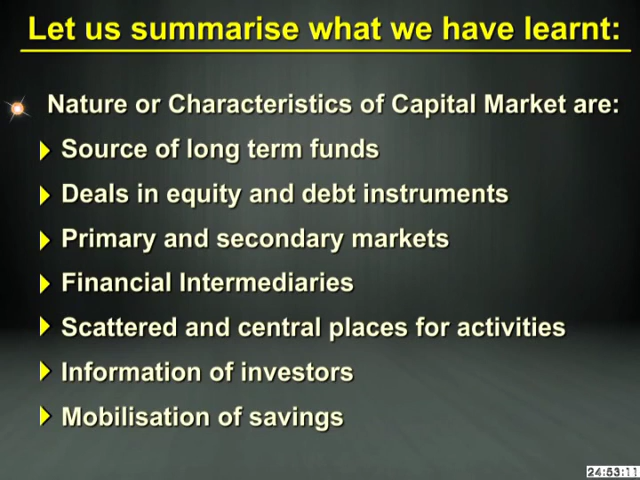 Let us summarise what we have learnt:
Nature or Characteristics of Capital Market are:
Source of long term funds
Deals in equity and debt instruments
Primary and secondary markets
Financial Intermediaries
Scattered and central places for activities
Information of investors
Mobilisation of savings
24:53:11